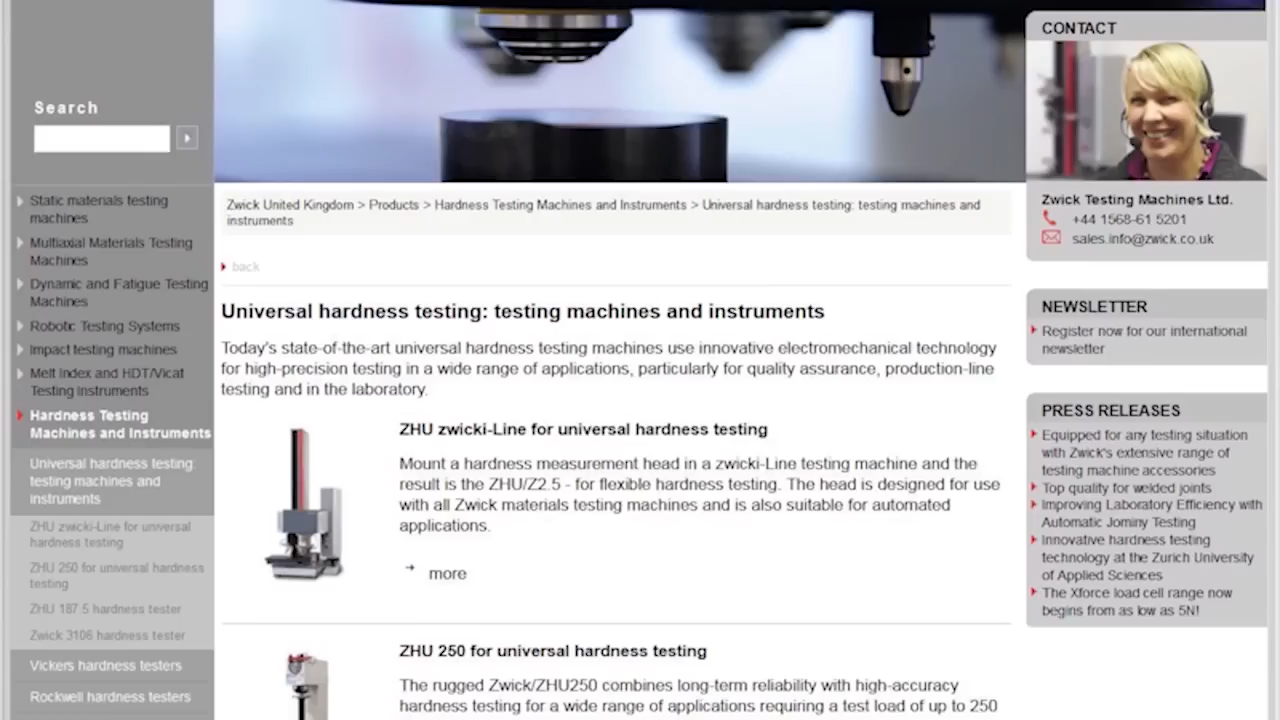 Search
Static materials testing
machines
Multiaxial Materials Testing
Machines
Dynamic and Fatigue Testing
Machines
Robotic Testing Systems
Impact testing machines
Melt Index and HDT/Vicat
Testing Instruments
Hardness Testing
Machines and Instruments
Universal hardness testing:
testing machines and
instruments
ZHU zwicki-Line for universal
hardness testing
ZHU 250 for universal hardness
testing
ZHU 187.5 hardness tester
Zwick 3106 hardness tester
Vickers hardness testers
Rockwell hardness testers
Zwick United Kingdom > Products > Hardness Testing Machines and Instruments > Universal hardness testing: testing machines and
instruments
back
Universal hardness testing: testing machines and instruments
Today's state-of-the-art universal hardness testing machines use innovative electromechanical technology
for high-precision testing in a wide range of applications, particularly for quality assurance, production-line
testing and in the laboratory.
ZHU zwicki-Line for universal hardness testing
Mount a hardness measurement head in a zwicki-Line testing machine and the
result is the ZHU/Z2.5 - for flexible hardness testing. The head is designed for use
with all Zwick materials testing machines and is also suitable for automated
applications.
more
ZHU 250 for universal hardness testing
The rugged Zwick/ZHU250 combines long-term reliability with high-accuracy
hardness testing for a wide range of applications requiring a test load of up to 250
CONTACT
Zwick Testing Machines Ltd.
+44 1568-61 5201
sales.info@zwick.co.uk
NEWSLETTER
Register now for our international
newsletter
PRESS RELEASES
Equipped for any testing situation
with Zwick's extensive range of
testing machine accessories
Top quality for welded joints
Improving Laboratory Efficiency with
Automatic Jominy Testing
Innovative hardness testing
technology at the Zurich University
of Applied Sciences
The Xforce load cell range now
begins from as low as 5N!